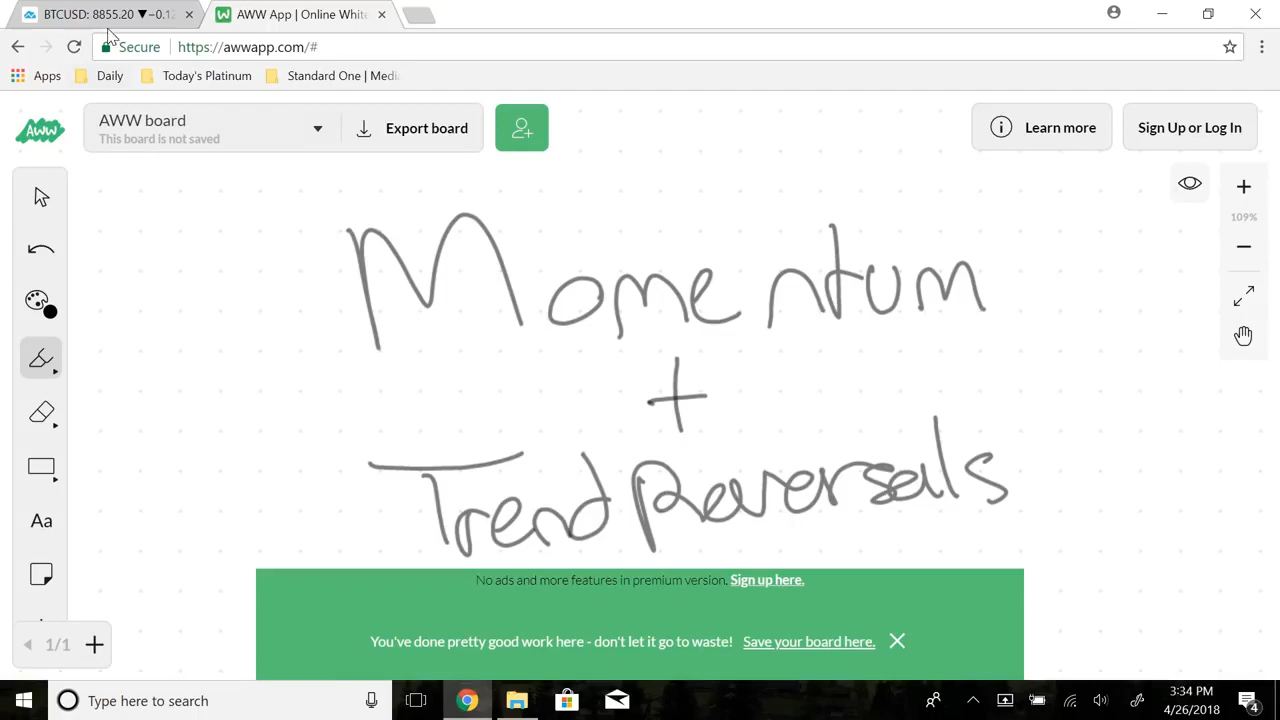 BTCUSD: 8855.20 ▼−0.12
AWW App | Online White
Secure https://awwapp.com/#
Apps Daily Today's Platinum Standard One | Medi
AWW
AWW board
This board is not saved
Export board
Learn more
Sign Up or Log In
109%
Momentum
+
Trend Reversals
Aa
No ads and more features in premium version. Sign up here.
You've done pretty good work here - don't let it go to waste! Save your board here.
1/1
Type here to search
3:34 PM
4/26/2018
4